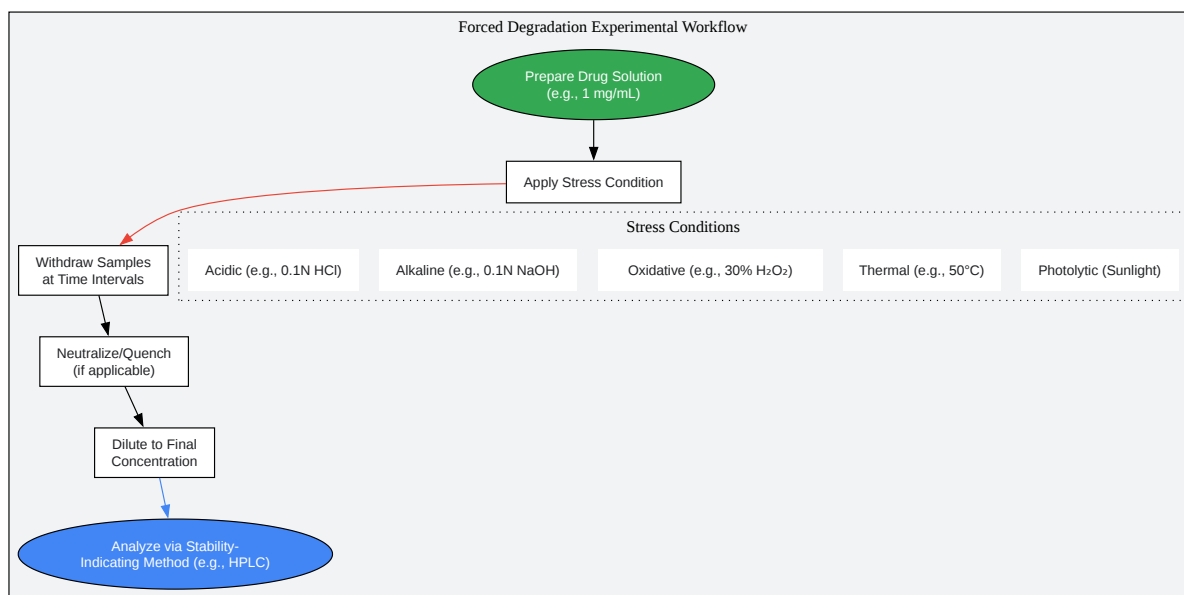 Forced Degradation Experimental Workflow
Prepare Drug Solution
(e.g., 1 mg/mL)
Apply Stress Condition
Stress Conditions
Acidic (e.g., 0.1N HCl)
Alkaline (e.g., 0.1N NaOH)
Oxidative (e.g., 30% H₂O₂)
Thermal (e.g., 50°C)
Photolytic (Sunlight)
Withdraw Samples
at Time Intervals
Neutralize/Quench
(if applicable)
Dilute to Final
Concentration
Analyze via Stability-
Indicating Method (e.g., HPLC)